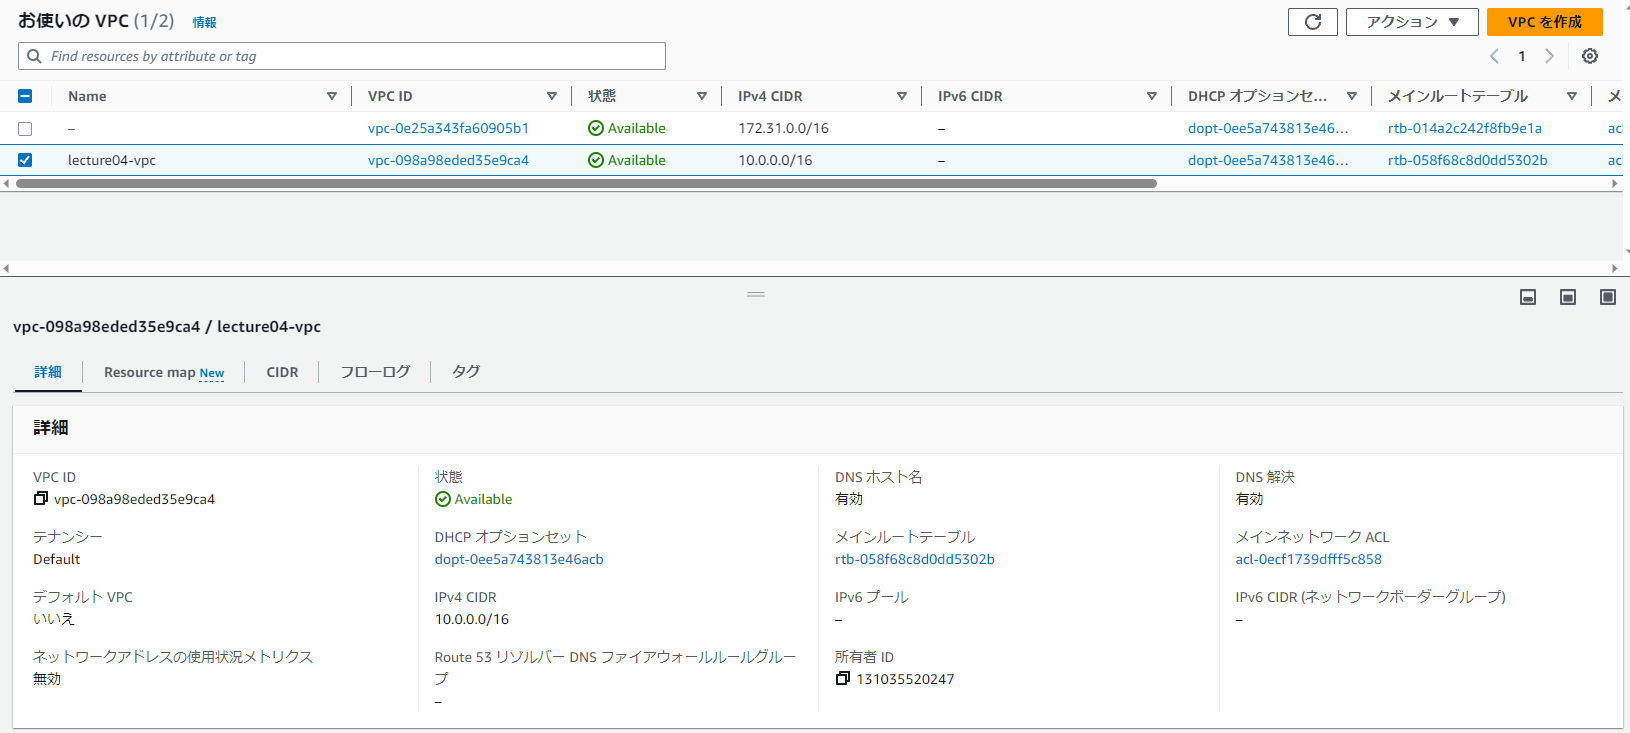 お使いの VPC (1/2) 情報
アクション ▼
VPC を作成
Find resources by attribute or tag
1
Name VPC ID 状態 IPv4 CIDR IPv6 CIDR DHCP オプションセ... メインルートテーブル メ
– vpc-0e25a343fa60905b1 Available 172.31.0.0/16 – dopt-0ee5a743813e46... rtb-014a2c242f8fb9e1a acl
lecture04-vpc vpc-098a98eded35e9ca4 Available 10.0.0.0/16 – dopt-0ee5a743813e46... rtb-058f68c8d0dd5302b acl
vpc-098a98eded35e9ca4 / lecture04-vpc
詳細 Resource map New CIDR フローログ タグ
詳細
VPC ID
vpc-098a98eded35e9ca4
状態
Available
DNS ホスト名
有効
DNS 解決
有効
テナンシー
Default
DHCP オプションセット
dopt-0ee5a743813e46acb
メインルートテーブル
rtb-058f68c8d0dd5302b
メインネットワーク ACL
acl-0ecf1739dfff5c858
デフォルト VPC
いいえ
IPv4 CIDR
10.0.0.0/16
IPv6 プール
–
IPv6 CIDR (ネットワークボーダーグループ)
–
ネットワークアドレスの使用状況メトリクス
無効
Route 53 リゾルバー DNS ファイアウォールルールグルー
プ
–
所有者 ID
131035520247